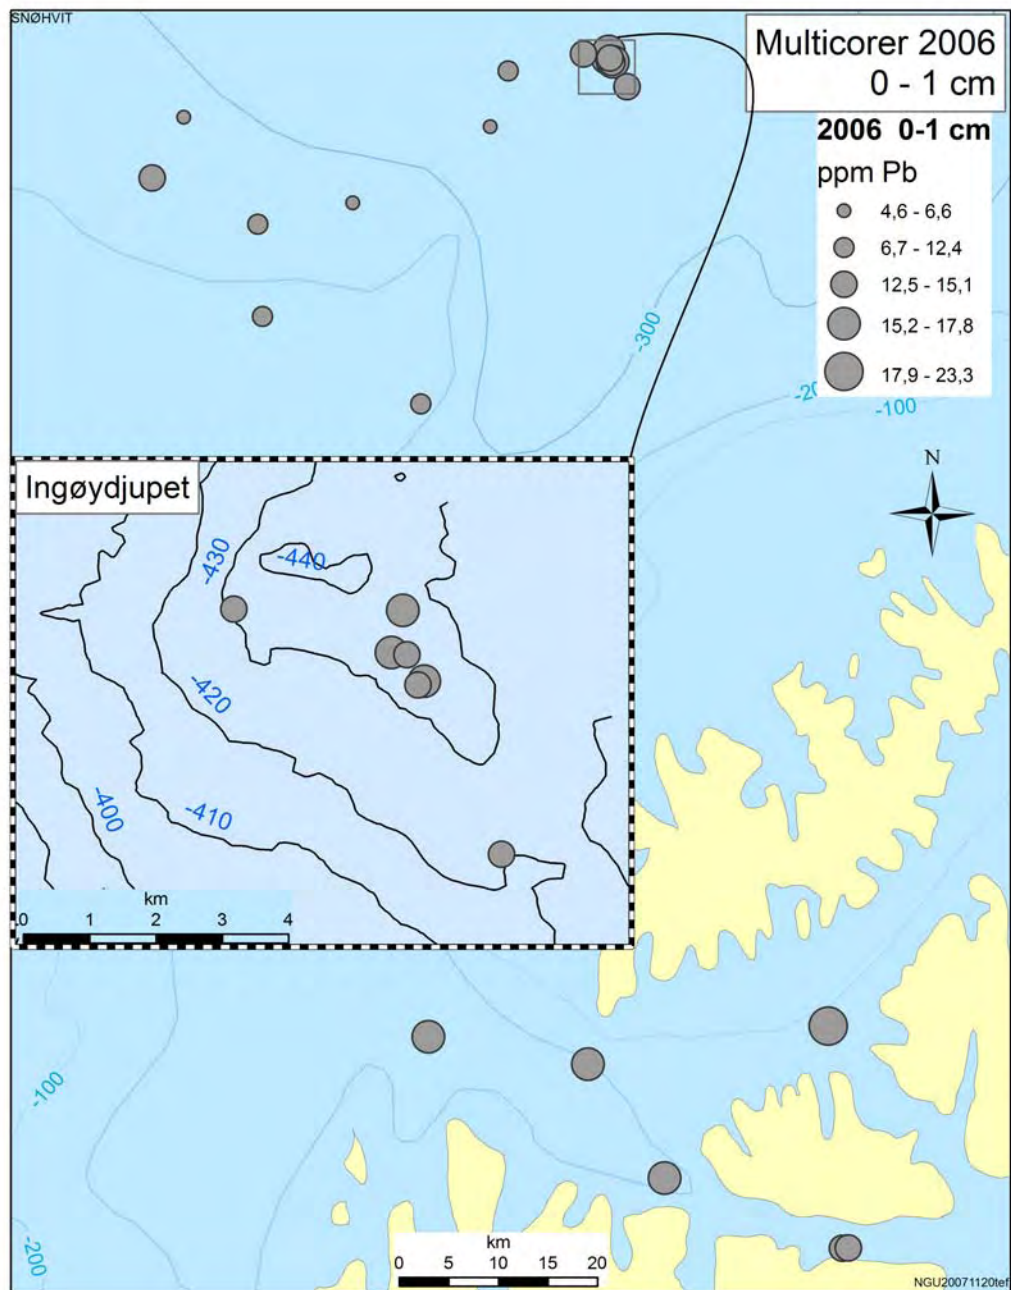 SNØHVIT
Multicorer 2006
0 - 1 cm
2006 0-1 cm
ppm Pb
4,6 - 6,6
6,7 - 12,4
12,5 - 15,1
15,2 - 17,8
17,9 - 23,3
-300
-100
N
Ingøydjupet
-430
-440
-420
-400
-410
km
0 1 2 3 4
-100
-200
km
0 5 10 15 20
NGU20071120tef